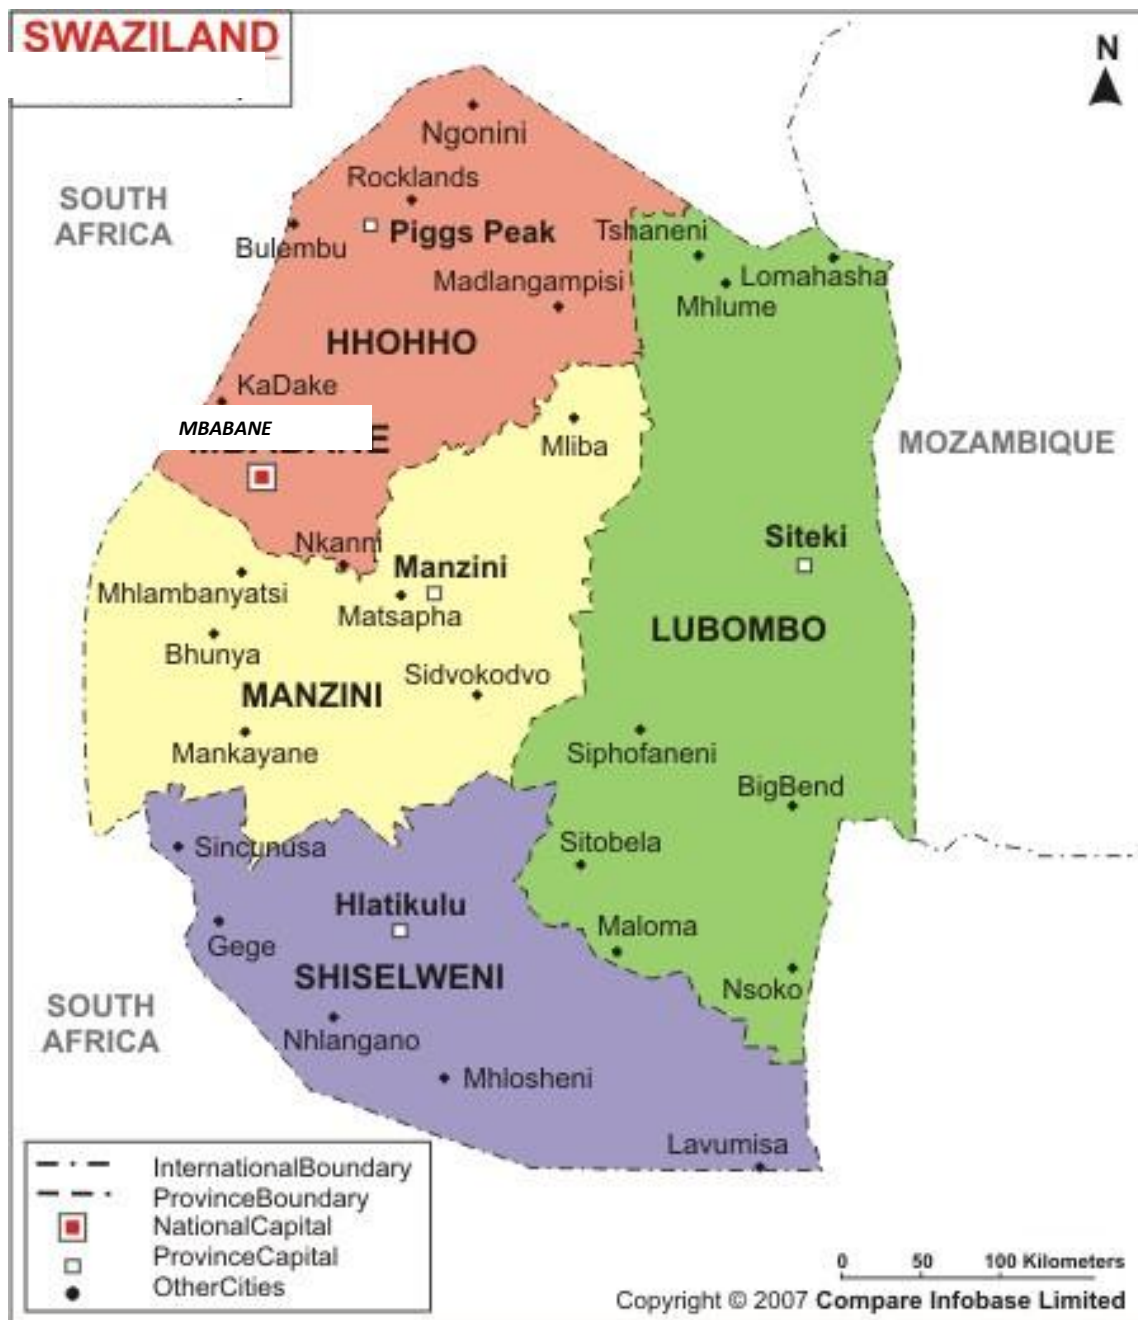 SWAZILAND
N
Ngonini
Rocklands
SOUTH
AFRICA
Bulembu
Piggs Peak
Tshaneni
Madlangampisi
Lomahasha
Mhlume
HHOHHO
KaDake
MBABANE
Mliba
MOZAMBIQUE
Nkanm
Manzini
Siteki
Mhlambanyatsi
Matsapha
LUBOMBO
Bhunya
Sidvokodvo
MANZINI
Mankayane
Siphofaneni
BigBend
Sincunusa
Sitobela
Hlatikulu
Gege
Maloma
SHISELWENI
Nsoko
SOUTH
AFRICA
Nhlangano
Mhlosheni
Lavumisa
InternationalBoundary
ProvinceBoundary
NationalCapital
ProvinceCapital
OtherCities
0 50 100 Kilometers
Copyright © 2007 Compare Infobase Limited